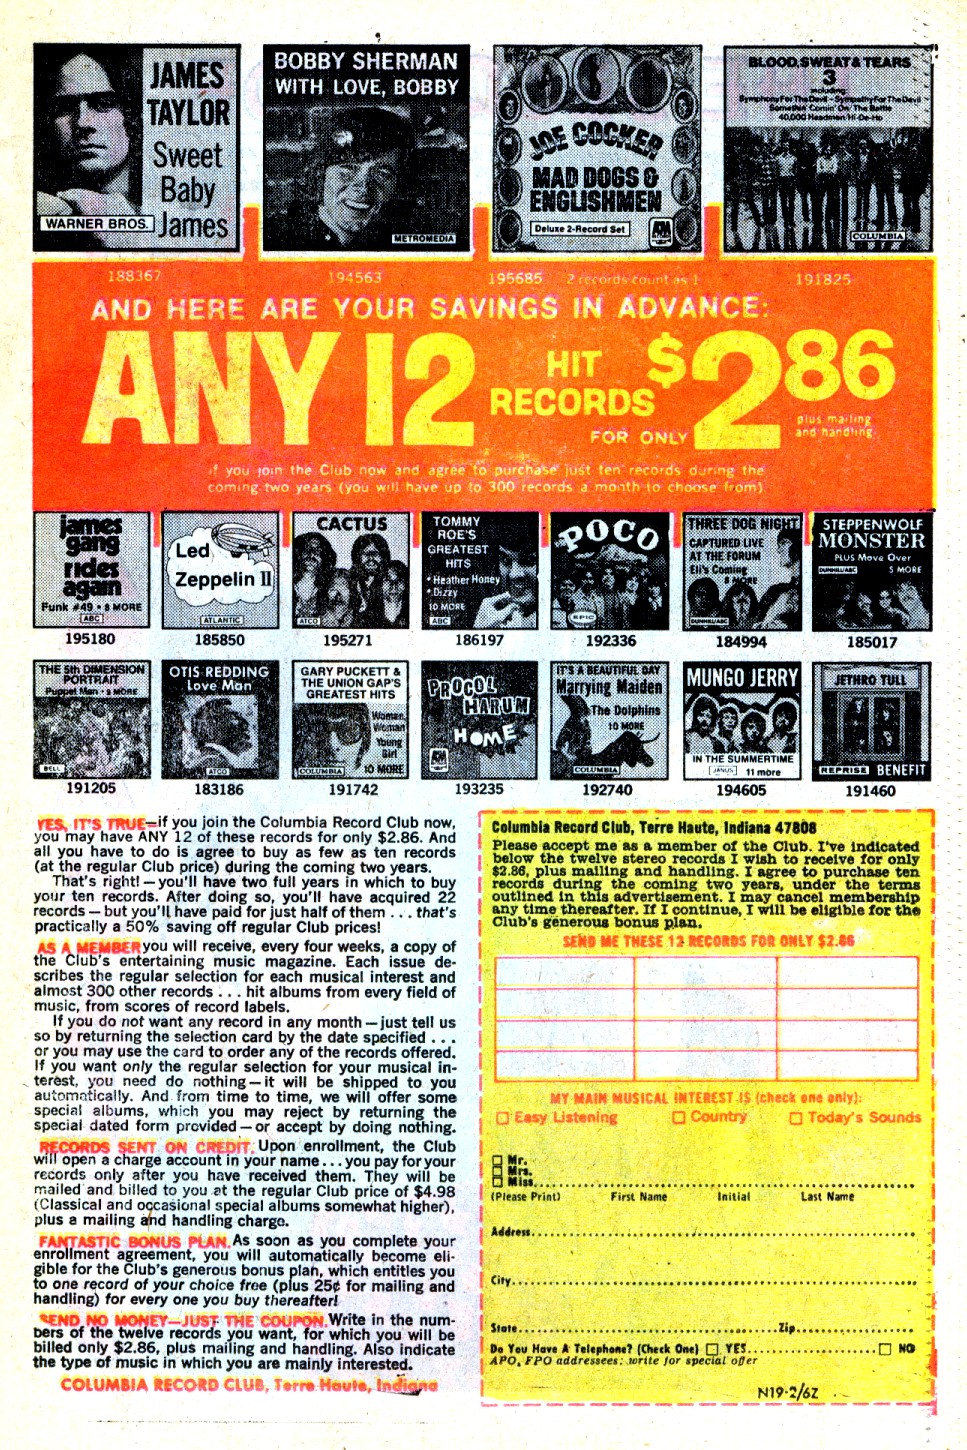 JAMES
TAYLOR
Sweet
Baby
James
WARNER BROS.
BOBBY SHERMAN
WITH LOVE, BOBBY
METROMEDIA
JOE COCKER
MAD DOGS &
ENGLISHMEN
Deluxe 2-Record Set
A&M
BLOOD, SWEAT & TEARS
3
including:
Symphony For The Devil - Sympathy For The Devil
Somethin' Comin' On · The Battle
40,000 Headmen · Hi-De-Ho
COLUMBIA
188367
194563
195685 2 records count as 1
191825
AND HERE ARE YOUR SAVINGS IN ADVANCE:
ANY 12 HIT RECORDS FOR ONLY $2.86
plus mailing
and handling
if you join the Club now and agree to purchase just ten records during the
coming two years (you will have up to 300 records a month to choose from)
james
gang
rides
again
Funk #49 • 8 MORE
ABC
195180
Led
Zeppelin II
ATLANTIC
185850
CACTUS
ATCO
195271
TOMMY
ROE'S
GREATEST
HITS
• Heather Honey
• Dizzy
10 MORE
ABC
186197
POCO
EPIC
192336
THREE DOG NIGHT
CAPTURED LIVE
AT THE FORUM
Eli's Coming
8 MORE
DUNHILL/ABC
184994
STEPPENWOLF
MONSTER
PLUS Move Over
DUNHILL/ABC 5 MORE
185017
THE 5th DIMENSION
PORTRAIT
Puppet Man • 9 MORE
BELL
191205
OTIS REDDING
Love Man
ATCO
183186
GARY PUCKETT &
THE UNION GAP'S
GREATEST HITS
Woman,
Woman
Young
Girl
COLUMBIA 10 MORE
191742
PROCOL
HARUM
HOME
A&M
193235
IT'S A BEAUTIFUL DAY
Marrying Maiden
The Dolphins
10 MORE
COLUMBIA
192740
MUNGO JERRY
IN THE SUMMERTIME
JANUS 11 more
194605
JETHRO TULL
REPRISE BENEFIT
191460
YES, IT'S TRUE—if you join the Columbia Record Club now,
you may have ANY 12 of these records for only $2.86. And
all you have to do is agree to buy as few as ten records
(at the regular Club price) during the coming two years.
That's right! — you'll have two full years in which to buy
your ten records. After doing so, you'll have acquired 22
records — but you'll have paid for just half of them . . . that's
practically a 50% saving off regular Club prices!
AS A MEMBER you will receive, every four weeks, a copy of
the Club's entertaining music magazine. Each issue de-
scribes the regular selection for each musical interest and
almost 300 other records . . . hit albums from every field of
music, from scores of record labels.
If you do not want any record in any month — just tell us
so by returning the selection card by the date specified . . .
or you may use the card to order any of the records offered.
If you want only the regular selection for your musical in-
terest, you need do nothing — it will be shipped to you
automatically. And from time to time, we will offer some
special albums, which you may reject by returning the
special dated form provided — or accept by doing nothing.
RECORDS SENT ON CREDIT. Upon enrollment, the Club
will open a charge account in your name . . . you pay for your
records only after you have received them. They will be
mailed and billed to you at the regular Club price of $4.98
(Classical and occasional special albums somewhat higher),
plus a mailing and handling charge.
FANTASTIC BONUS PLAN. As soon as you complete your
enrollment agreement, you will automatically become eli-
gible for the Club's generous bonus plan, which entitles you
to one record of your choice free (plus 25¢ for mailing and
handling) for every one you buy thereafter!
SEND NO MONEY—JUST THE COUPON. Write in the num-
bers of the twelve records you want, for which you will be
billed only $2.86, plus mailing and handling. Also indicate
the type of music in which you are mainly interested.
COLUMBIA RECORD CLUB, Terre Haute, Indiana
Columbia Record Club, Terre Haute, Indiana 47808
Please accept me as a member of the Club. I've indicated
below the twelve stereo records I wish to receive for only
$2.86, plus mailing and handling. I agree to purchase ten
records during the coming two years, under the terms
outlined in this advertisement. I may cancel membership
any time thereafter. If I continue, I will be eligible for the
Club's generous bonus plan.
SEND ME THESE 12 RECORDS FOR ONLY $2.86
MY MAIN MUSICAL INTEREST IS (check one only):
Easy Listening Country Today's Sounds
Mr.
Mrs.
Miss
(Please Print) First Name Initial Last Name
Address
City
State Zip
Do You Have A Telephone? (Check One) YES NO
APO, FPO addressees: write for special offer
N19-2/6Z